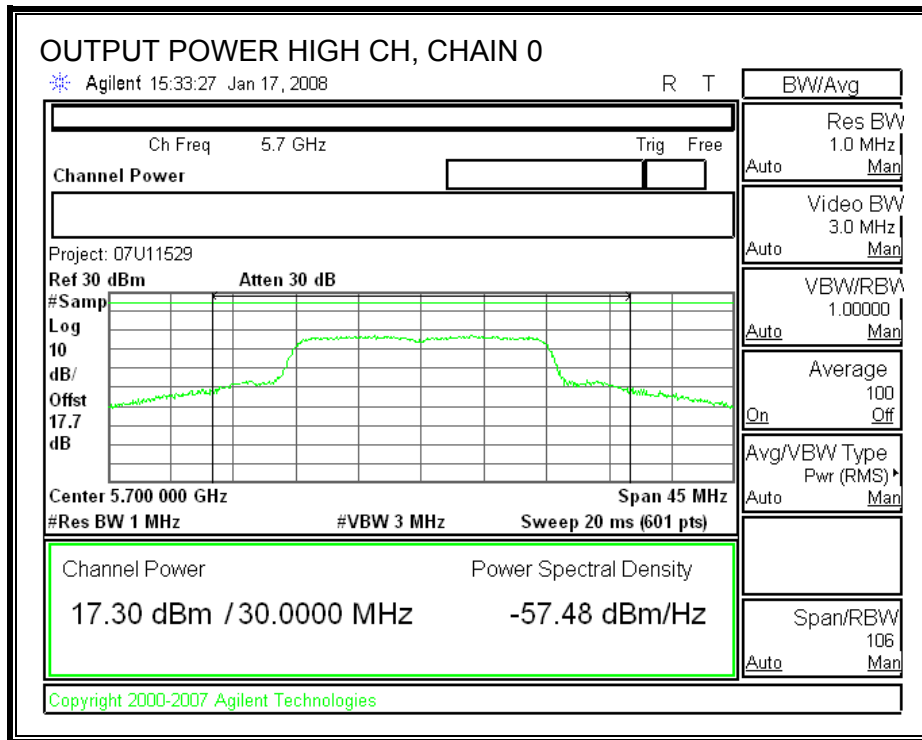 OUTPUT POWER HIGH CH, CHAIN 0
Agilent 15:33:27 Jan 17, 2008 R T
BW/Avg
Ch Freq 5.7 GHz Trig Free
Channel Power
Project: 07U11529
Ref 30 dBm Atten 30 dB
#Samp
Log
10
dB/
Offst
17.7
dB
Center 5.700 000 GHz Span 45 MHz
#Res BW 1 MHz #VBW 3 MHz Sweep 20 ms (601 pts)
Channel Power Power Spectral Density
17.30 dBm / 30.0000 MHz -57.48 dBm/Hz
Copyright 2000-2007 Agilent Technologies
Res BW
1.0 MHz
Auto Man
Video BW
3.0 MHz
Auto Man
VBW/RBW
1.00000
Auto Man
Average
100
On Off
Avg/VBW Type
Pwr (RMS)
Auto Man
Span/RBW
106
Auto Man